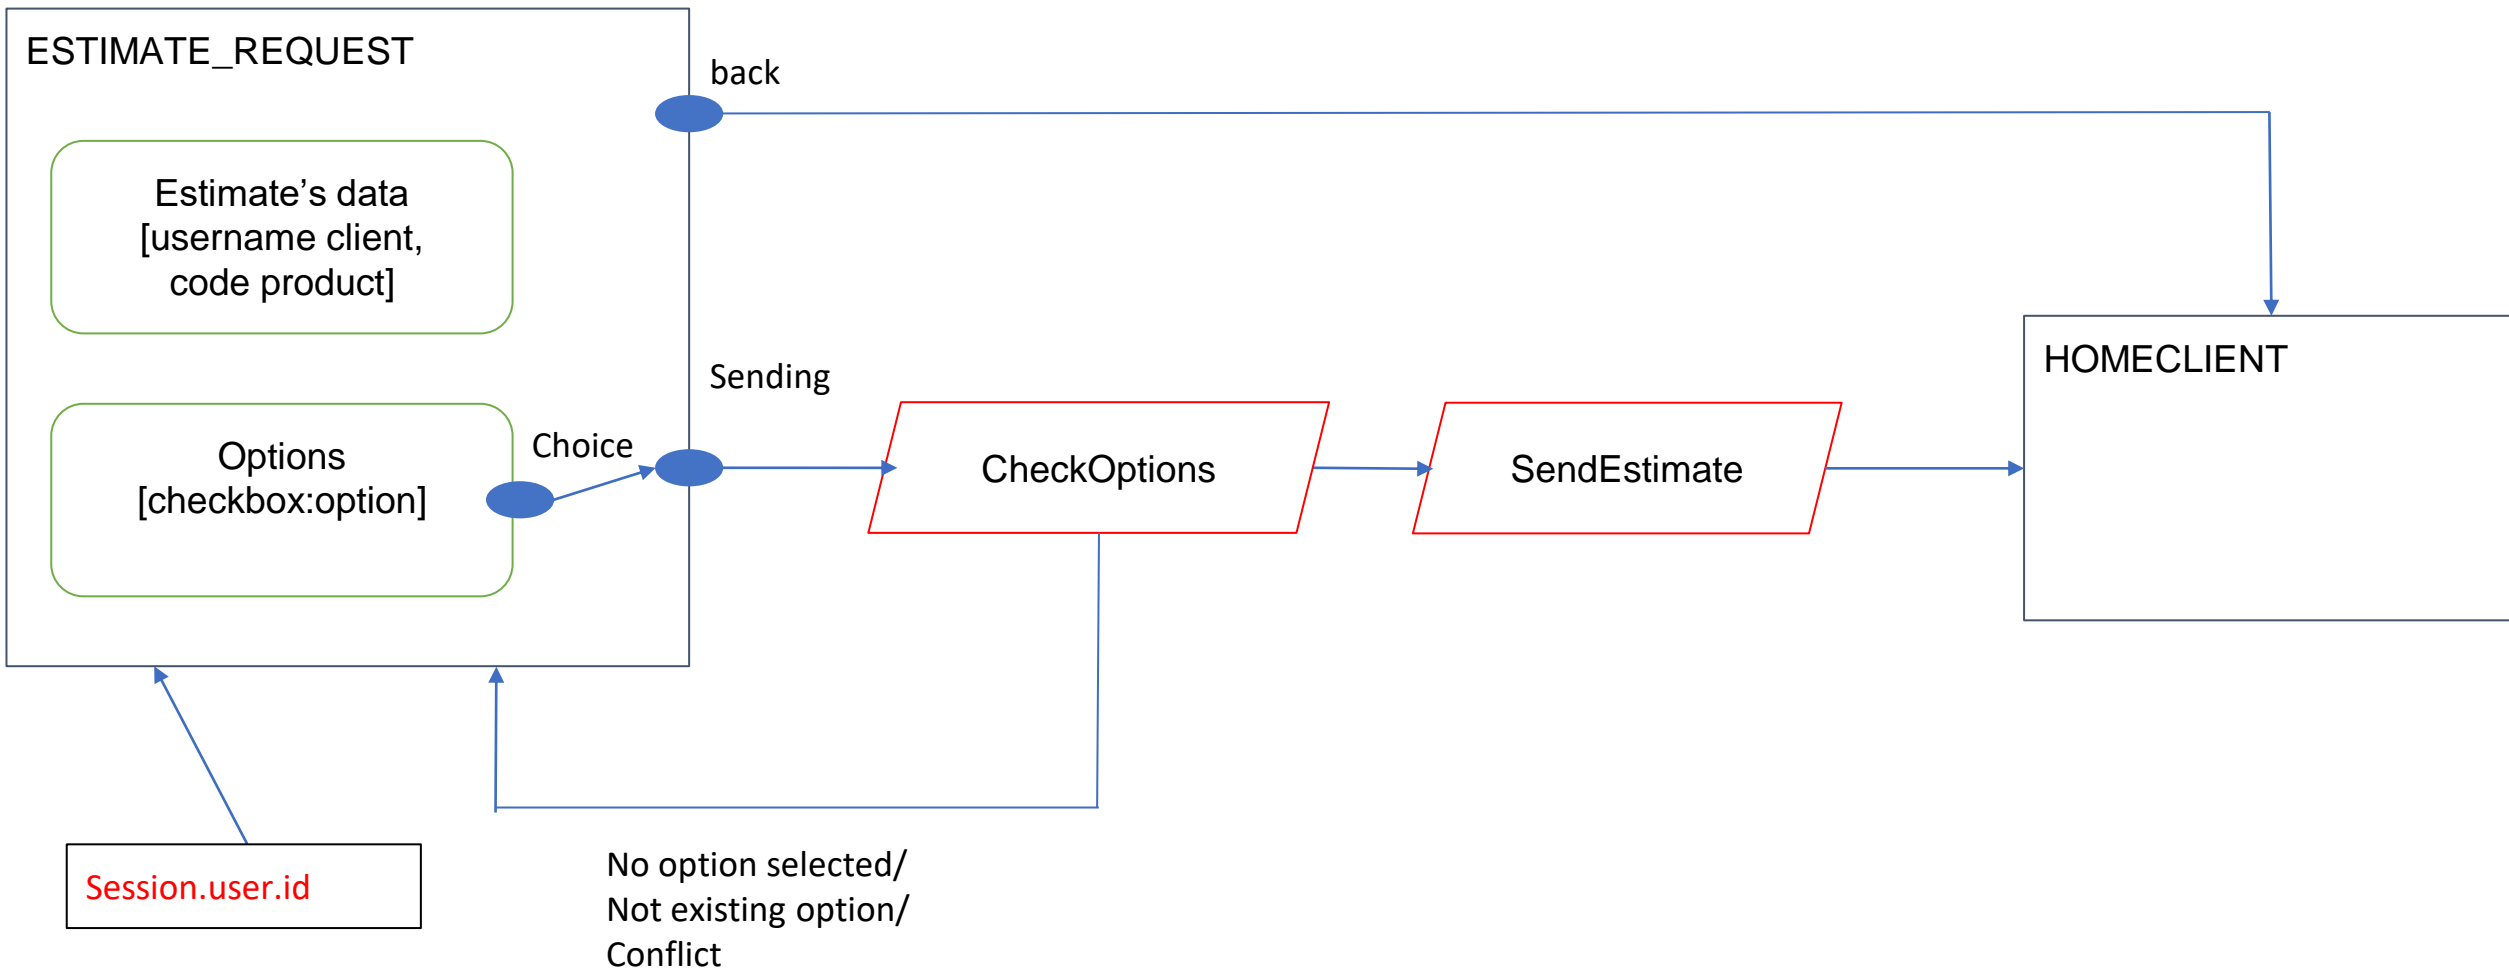 ESTIMATE_REQUEST
back
Estimate’s data
[username client,
code product]
Sending
HOMECLIENT
Choice
Options
[checkbox:option]
CheckOptions
SendEstimate
Session.user.id
No option selected/
Not existing option/
Conflict